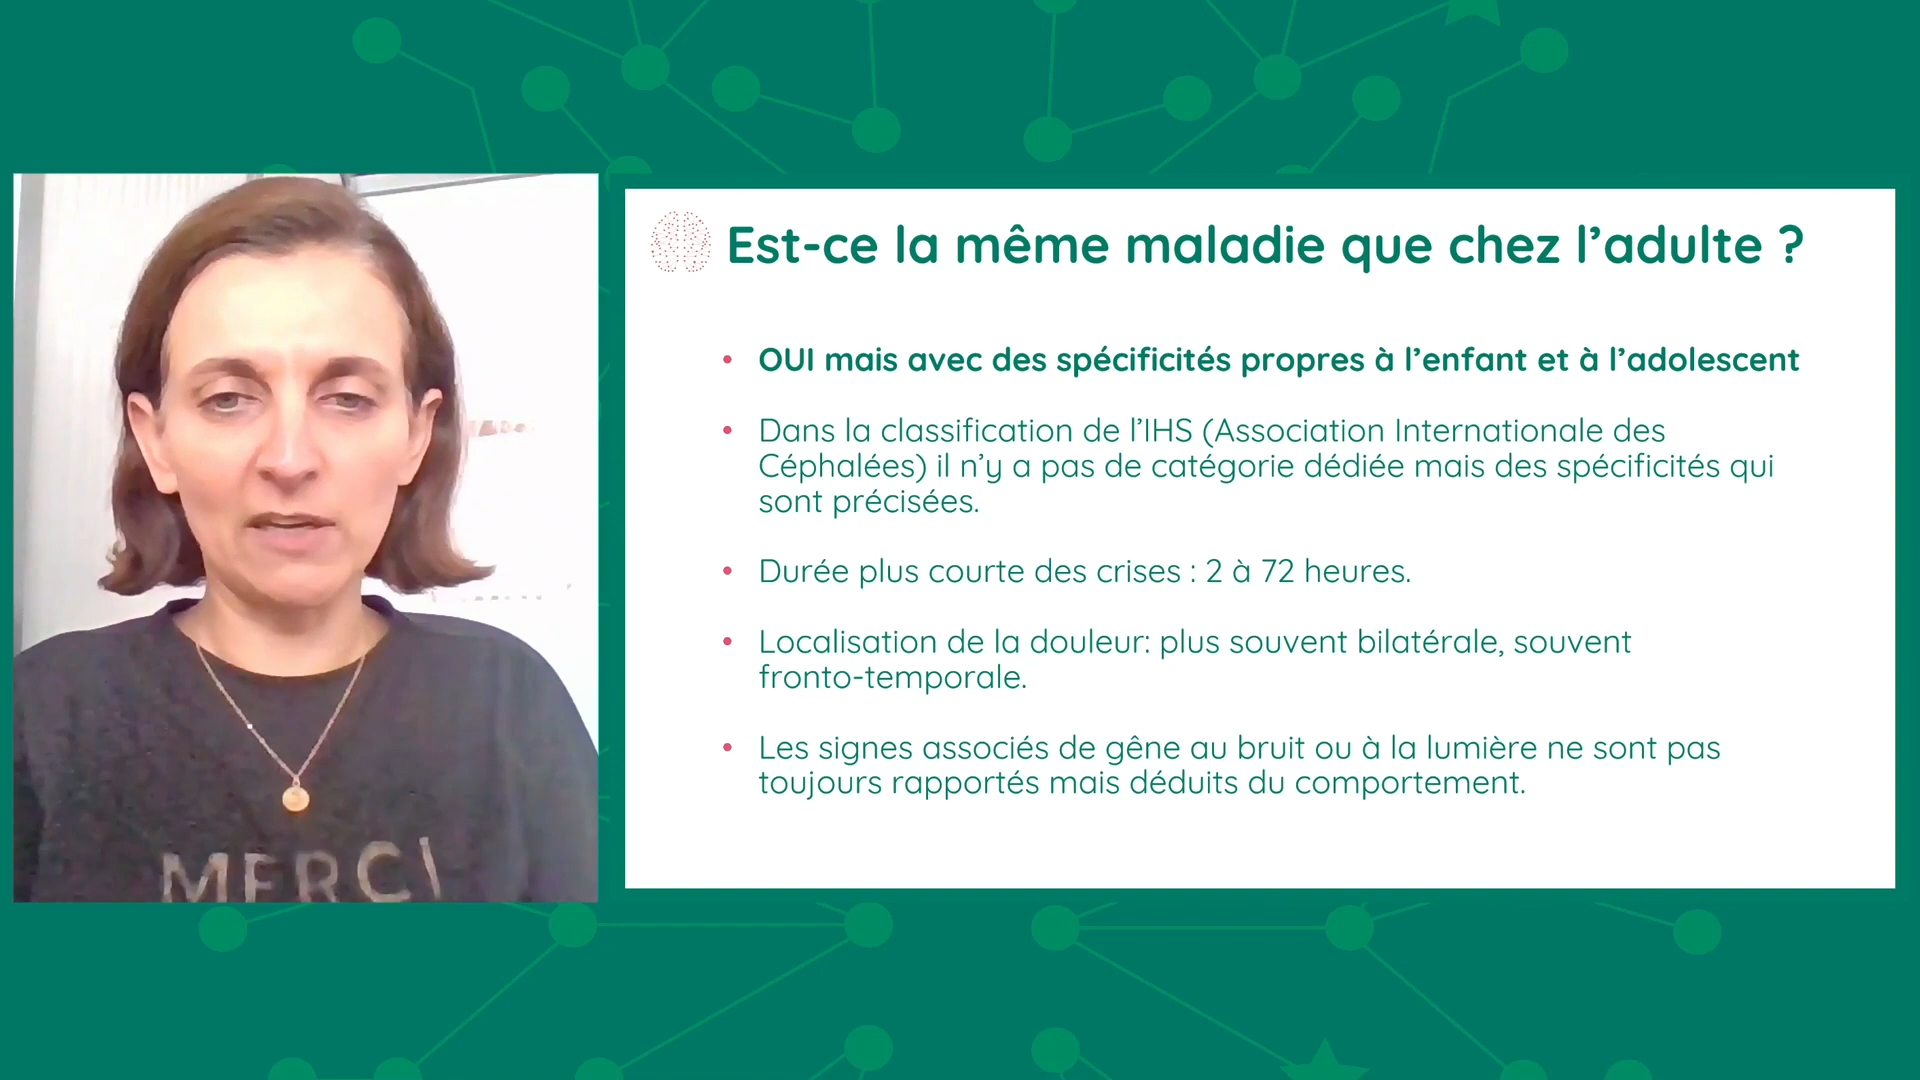 Est-ce la même maladie que chez l’adulte ?
• OUI mais avec des spécificités propres à l’enfant et à l’adolescent
• Dans la classification de l’IHS (Association Internationale des
Céphalées) il n’y a pas de catégorie dédiée mais des spécificités qui
sont précisées.
• Durée plus courte des crises : 2 à 72 heures.
• Localisation de la douleur: plus souvent bilatérale, souvent
fronto-temporale.
• Les signes associés de gêne au bruit ou à la lumière ne sont pas
toujours rapportés mais déduits du comportement.
MERCI